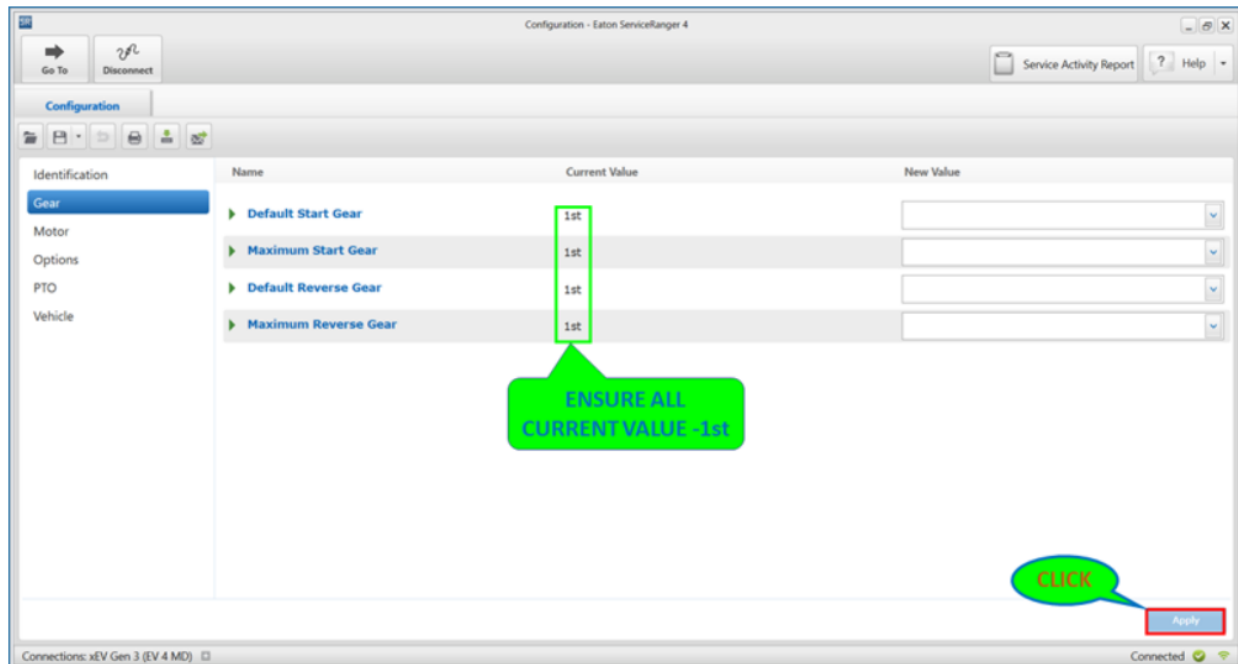 SR
Configuration - Eaton ServiceRanger 4
Go To
Disconnect
Service Activity Report
? Help
Configuration
Identification
Gear
Motor
Options
PTO
Vehicle
Name Current Value New Value
Default Start Gear 1st
Maximum Start Gear 1st
Default Reverse Gear 1st
Maximum Reverse Gear 1st
ENSURE ALL
CURRENT VALUE -1st
CLICK
Apply
Connections: xEV Gen 3 (EV 4 MD)
Connected